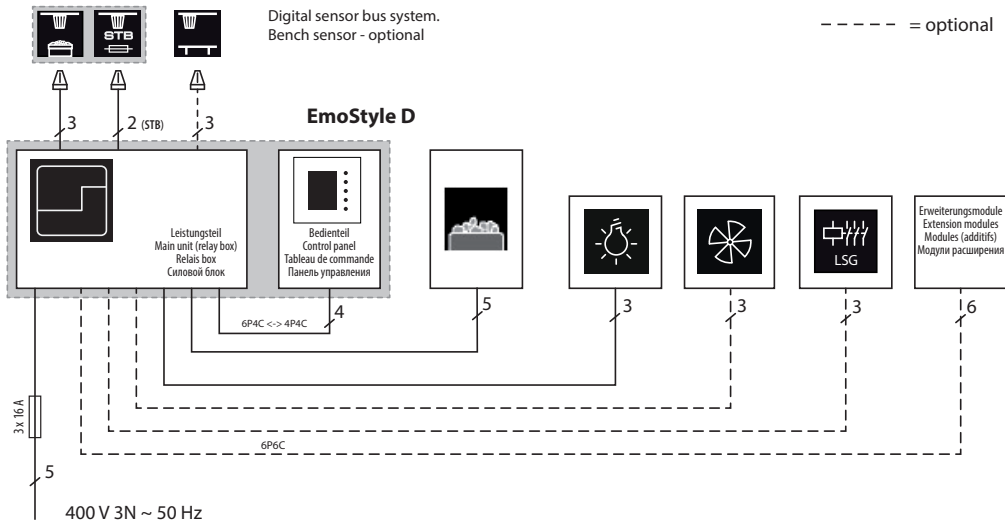 Digital sensor bus system.
Bench sensor - optional
= optional
STB
3
2 (STB)
3
EmoStyle D
Leistungsteil
Main unit (relay box)
Relais box
Силовой блок
Bedienteil
Control panel
Tableau de commande
Панель управления
LSG
Erweiterungsmodule
Extension modules
Modules (additifs)
Модули расширения
4
5
3
3
3
6
6P4C <-> 4P4C
3 x 16 A
6P6C
5
400 V 3N ~ 50 Hz